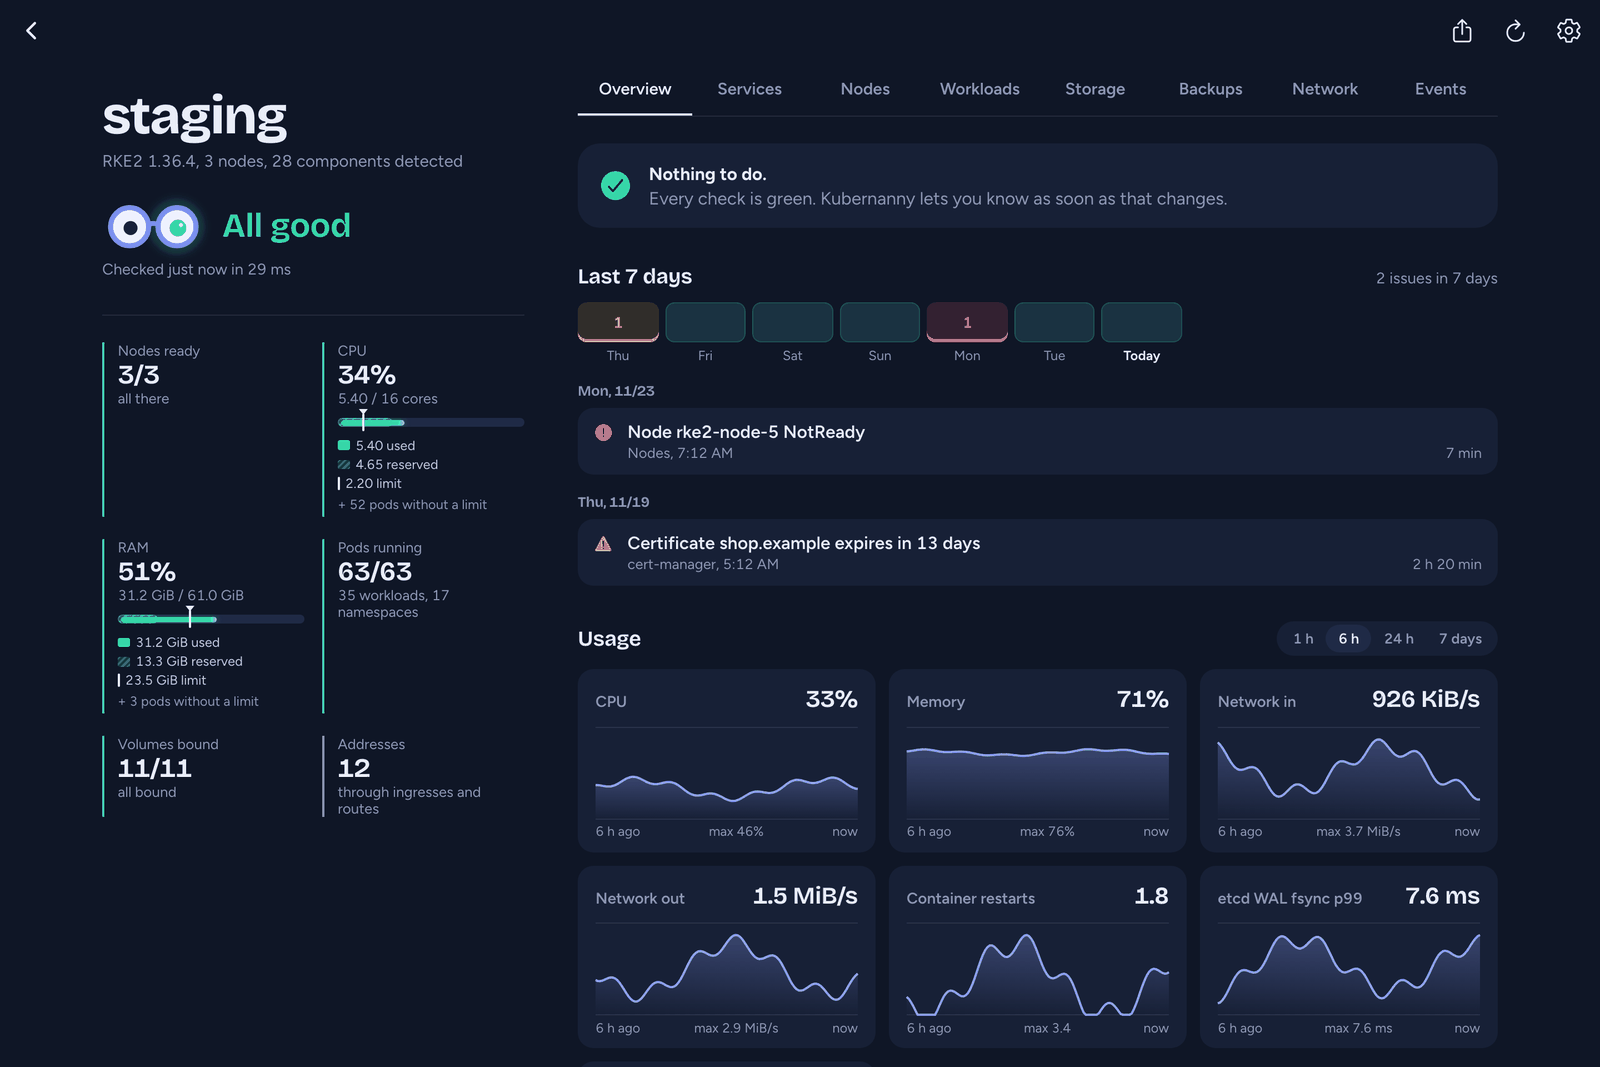 staging
RKE2 1.36.4, 3 nodes, 28 components detected
All good
Checked just now in 29 ms
Nodes ready
3/3
all there
CPU
34%
5.40 / 16 cores
5.40 used
4.65 reserved
2.20 limit
+ 52 pods without a limit
RAM
51%
31.2 GiB / 61.0 GiB
31.2 GiB used
13.3 GiB reserved
23.5 GiB limit
+ 3 pods without a limit
Pods running
63/63
35 workloads, 17
namespaces
Volumes bound
11/11
all bound
Addresses
12
through ingresses and
routes
Overview
Services
Nodes
Workloads
Storage
Backups
Network
Events
Nothing to do.
Every check is green. Kubernanny lets you know as soon as that changes.
Last 7 days
2 issues in 7 days
1
1
Thu
Fri
Sat
Sun
Mon
Tue
Today
Mon, 11/23
Node rke2-node-5 NotReady
Nodes, 7:12 AM
7 min
Thu, 11/19
Certificate shop.example expires in 13 days
cert-manager, 5:12 AM
2 h 20 min
Usage
1 h
6 h
24 h
7 days
CPU
33%
6 h ago
max 46%
now
Memory
71%
6 h ago
max 76%
now
Network in
926 KiB/s
6 h ago
max 3.7 MiB/s
now
Network out
1.5 MiB/s
6 h ago
max 2.9 MiB/s
now
Container restarts
1.8
6 h ago
max 3.4
now
etcd WAL fsync p99
7.6 ms
6 h ago
max 7.6 ms
now